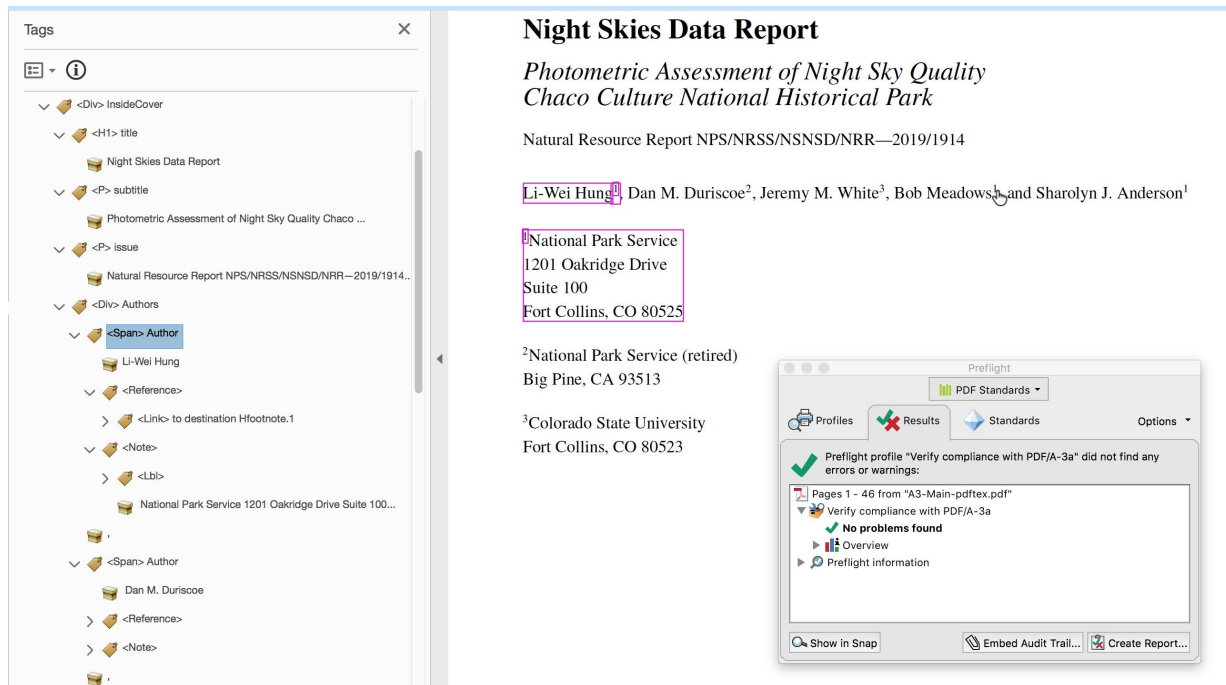 Tags
<Div> InsideCover
<H1> title
Night Skies Data Report
<P> subtitle
Photometric Assessment of Night Sky Quality Chaco ...
<P> issue
Natural Resource Report NPS/NRSS/NSNSD/NRR—2019/1914..
<Div> Authors
<Span> Author
Li-Wei Hung
<Reference>
<Link> to destination Hfootnote.1
<Note>
<Lbl>
National Park Service 1201 Oakridge Drive Suite 100...
,
<Span> Author
Dan M. Duriscoe
<Reference>
<Note>
,
Night Skies Data Report
Photometric Assessment of Night Sky Quality
Chaco Culture National Historical Park
Natural Resource Report NPS/NRSS/NSNSD/NRR—2019/1914
Li-Wei Hung¹, Dan M. Duriscoe², Jeremy M. White³, Bob Meadows, and Sharolyn J. Anderson¹
¹National Park Service
1201 Oakridge Drive
Suite 100
Fort Collins, CO 80525
²National Park Service (retired)
Big Pine, CA 93513
³Colorado State University
Fort Collins, CO 80523
Preflight
PDF Standards
Profiles
Results
Standards
Options
Preflight profile "Verify compliance with PDF/A-3a" did not find any
errors or warnings:
Pages 1 - 46 from "A3-Main-pdftex.pdf"
Verify compliance with PDF/A-3a
No problems found
Overview
Preflight information
Show in Snap
Embed Audit Trail...
Create Report...